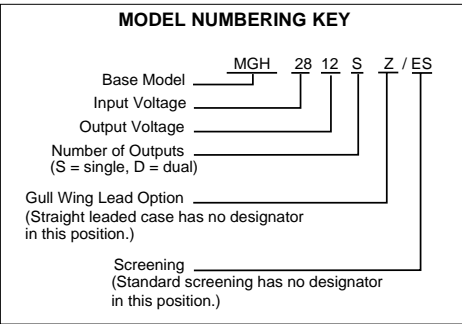 MODEL NUMBERING KEY
MGH 28 12 S Z / ES
Base Model
Input Voltage
Output Voltage
Number of Outputs
(S = single, D = dual)
Gull Wing Lead Option
(Straight leaded case has no designator
in this position.)
Screening
(Standard screening has no designator
in this position.)